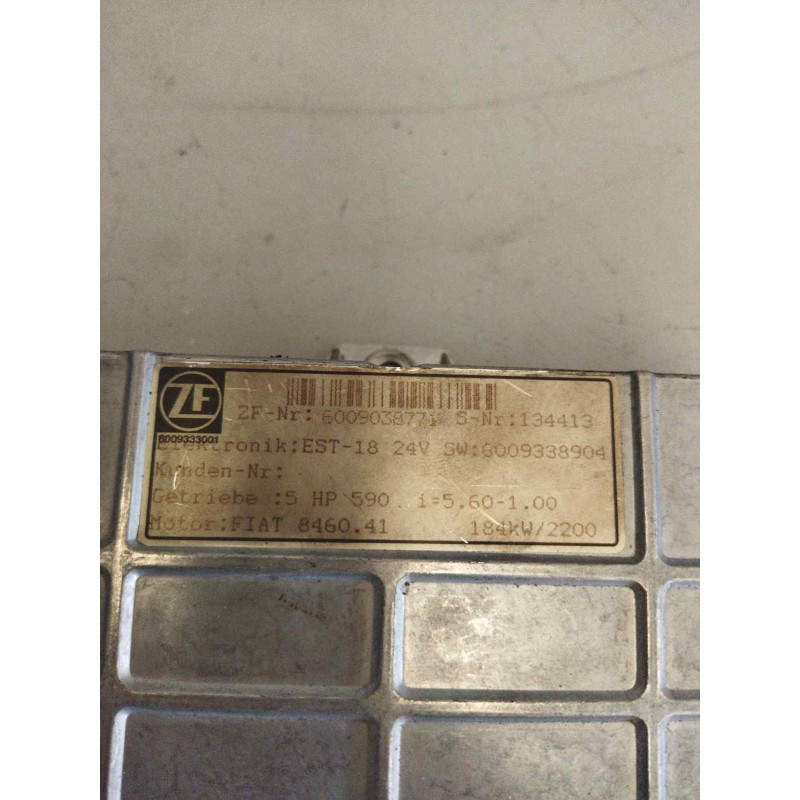 ZF
ZF-Nr: 6009038771 S-Nr:134413
6009333001
Elektronik:EST-18 24V SW:6009338904
Kunden-Nr:
Getriebe :5 HP 590 i=5.60-1.00
Motor:FIAT 8460.41 184kW/2200